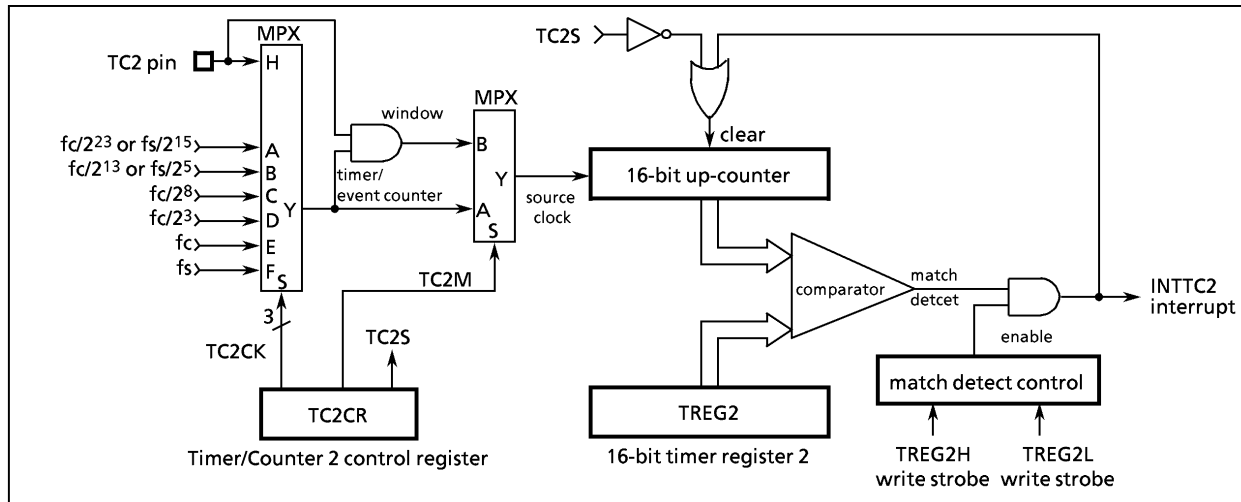 MPX
TC2 pin
H
fc/2²³ or fs/2¹⁵
A
fc/2¹³ or fs/2⁵
B
fc/2⁸
C
fc/2³
D
fc
E
fs
F
Y
S
3
TC2CK
window
timer/
event counter
MPX
B
Y
A
S
source
clock
TC2M
TC2S
TC2CR
Timer/Counter 2 control register
TC2S
clear
16-bit up-counter
comparator
match
detcet
enable
INTTC2
interrupt
match detect control
TREG2
16-bit timer register 2
TREG2H
write strobe
TREG2L
write strobe